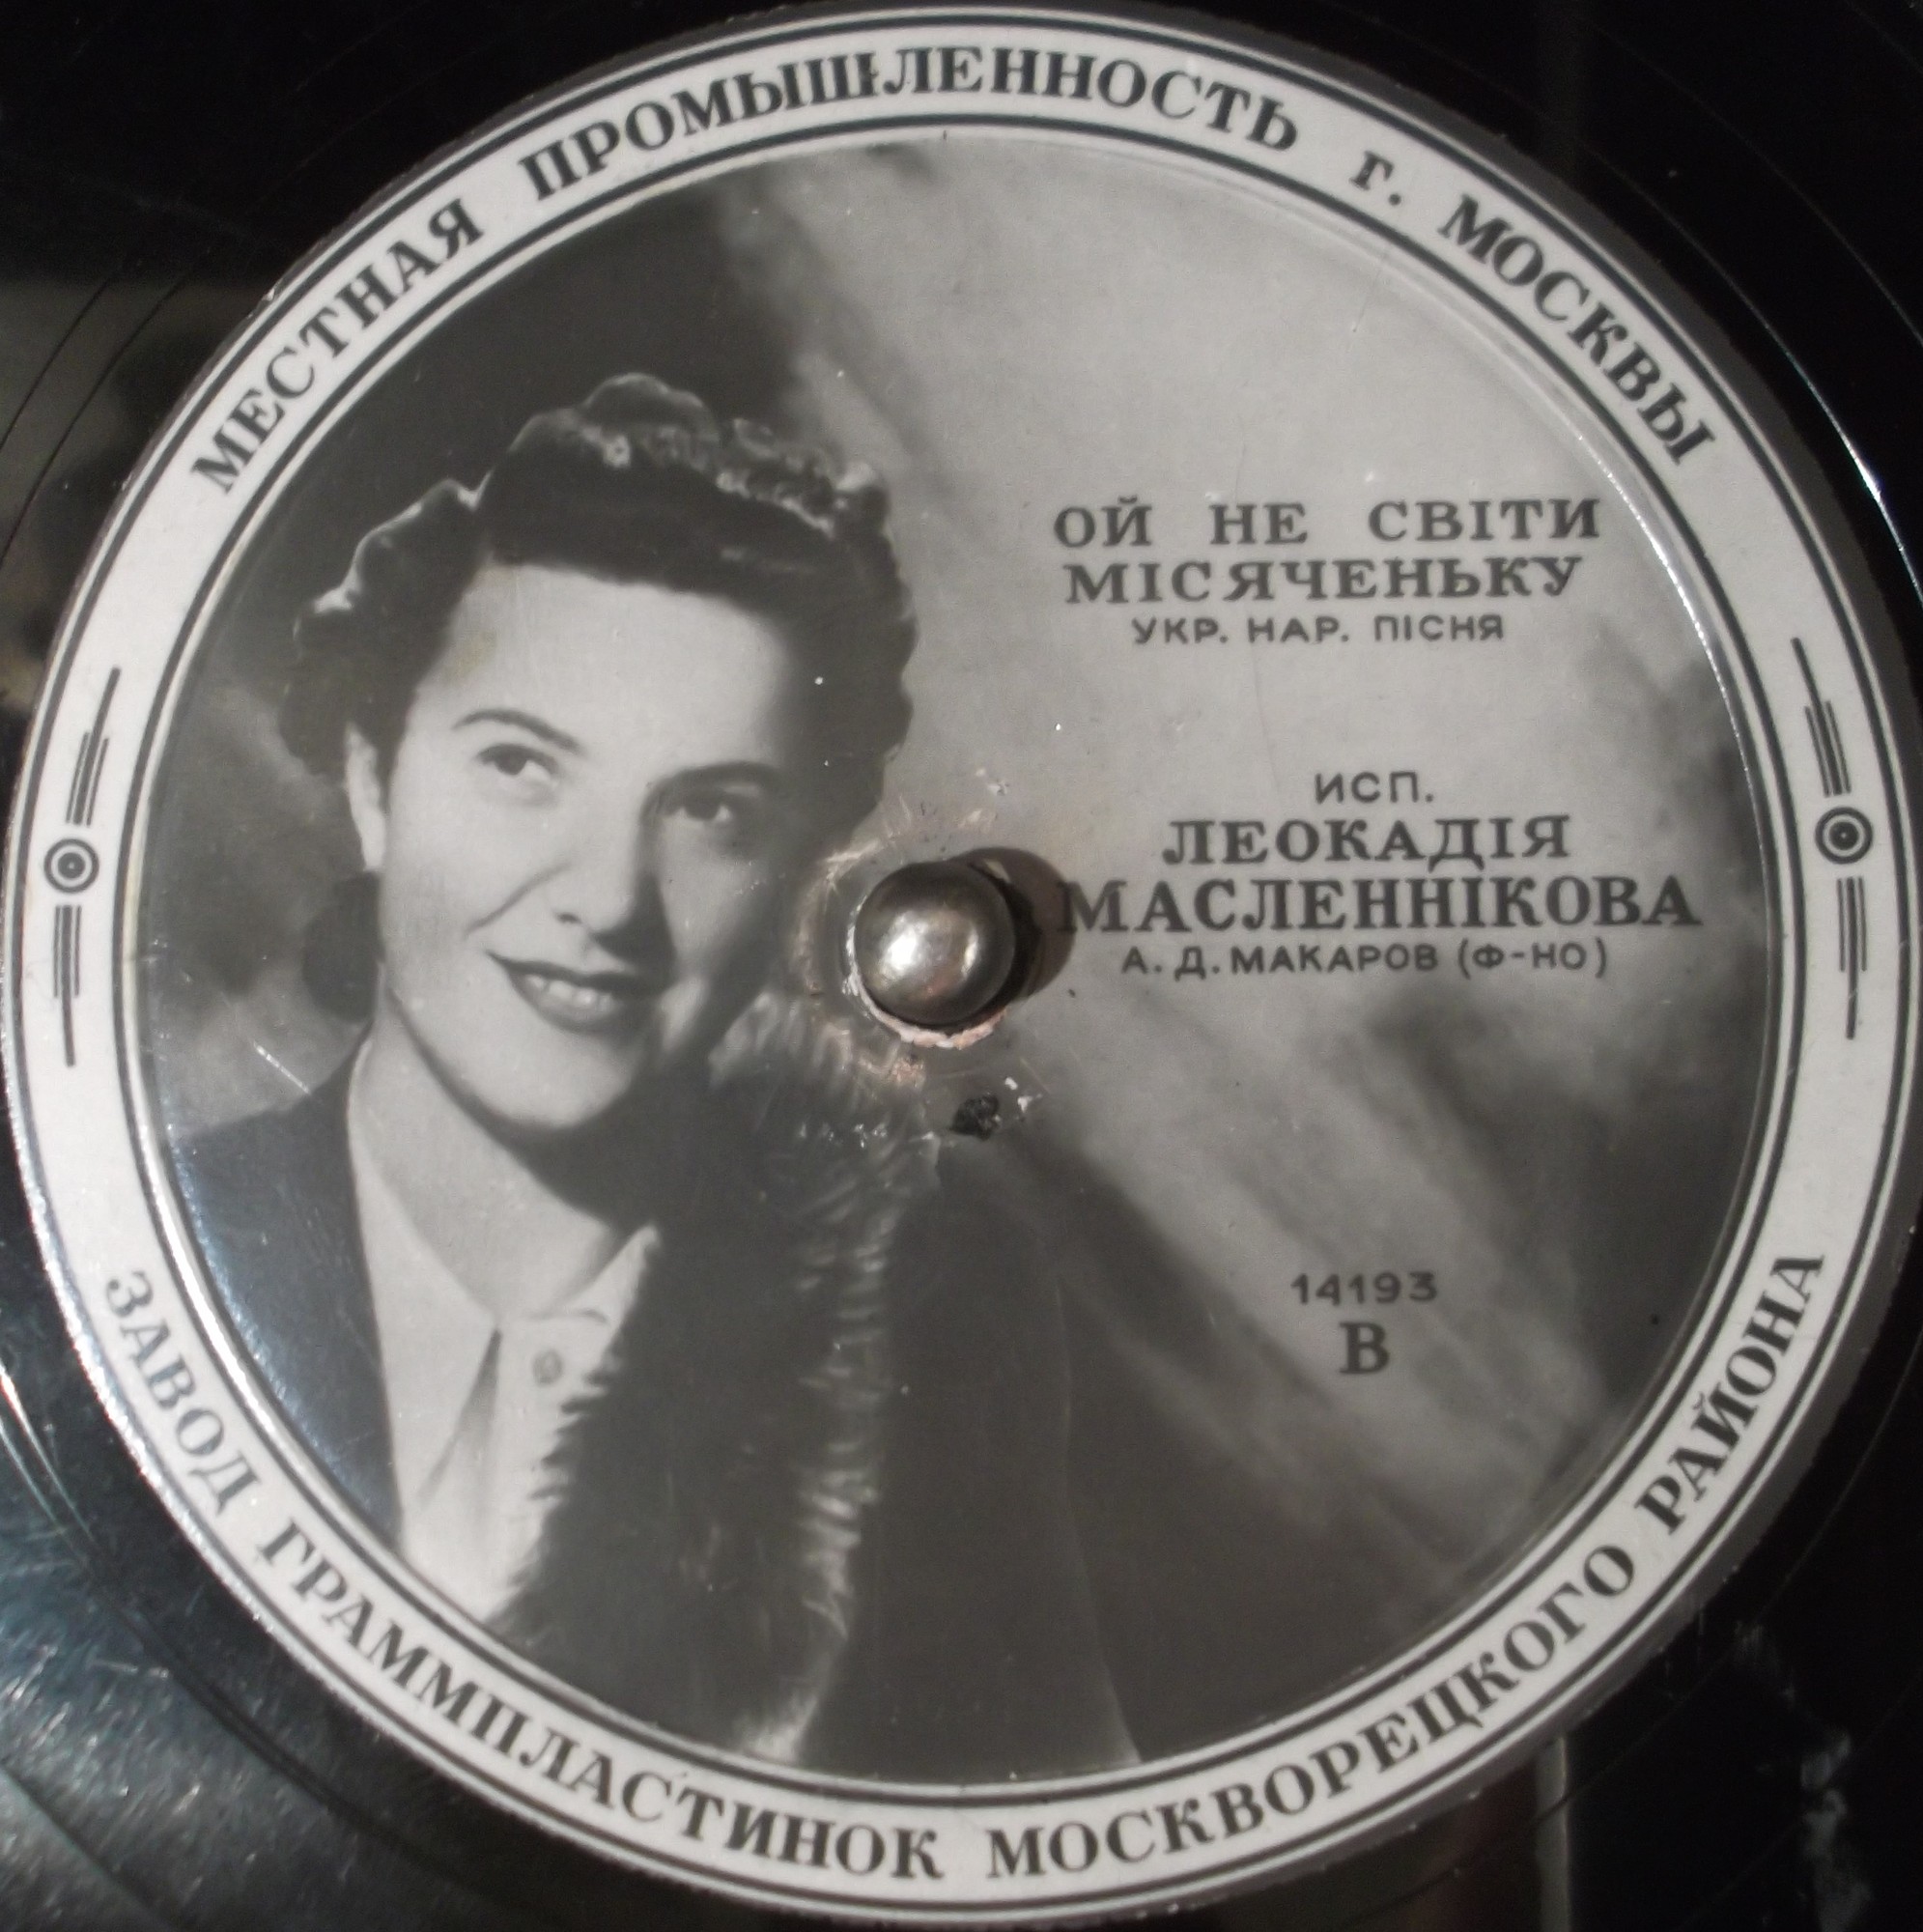 МЕСТНАЯ ПРОМЫШЛЕННОСТЬ г. МОСКВЫ
ОЙ НЕ СВІТИ
МІСЯЧЕНЬКУ
УКР. НАР. ПІСНЯ
ИСП.
ЛЕОКАДІЯ
МАСЛЕННІКОВА
А. Д. МАКАРОВ (Ф-НО)
14193
В
ЗАВОД ГРАММПЛАСТИНОК МОСКВОРЕЦКОГО РАЙОНА